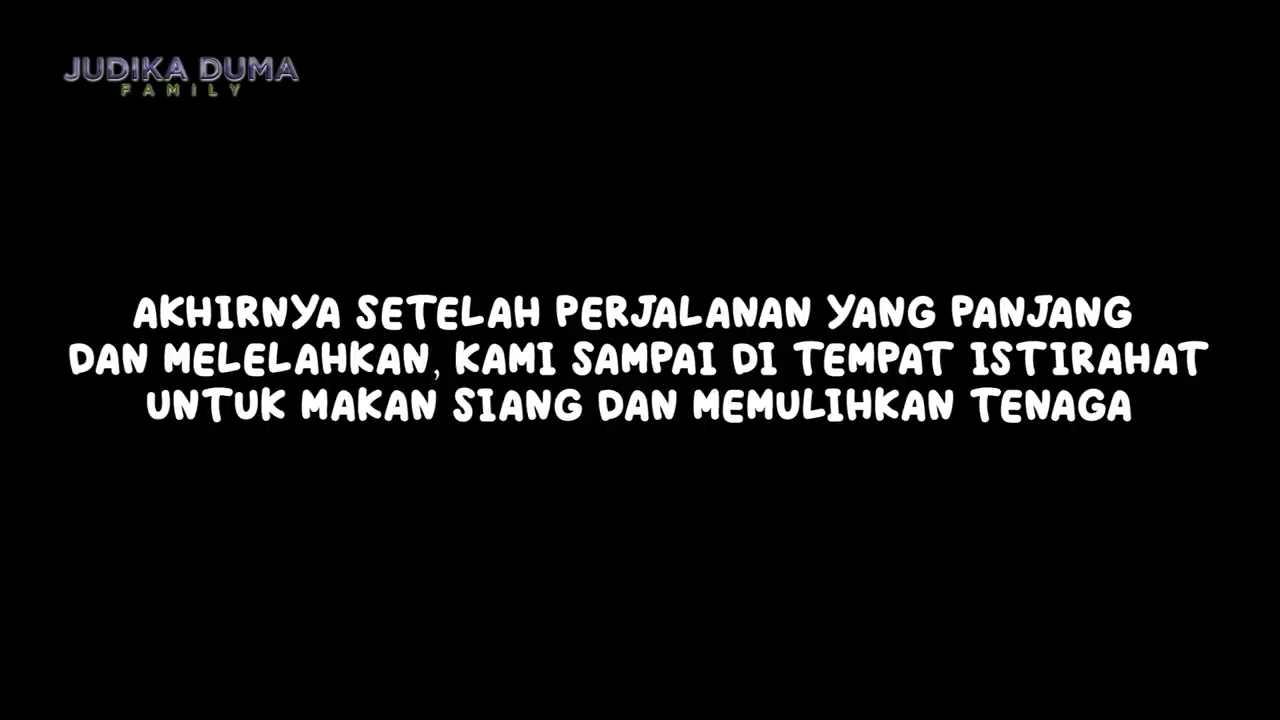 JUDIKA DUMA
FAMILY
AKHIRNYA SETELAH PERJALANAN YANG PANJANG
DAN MELELAHKAN, KAMI SAMPAI DI TEMPAT ISTIRAHAT
UNTUK MAKAN SIANG DAN MEMULIHKAN TENAGA